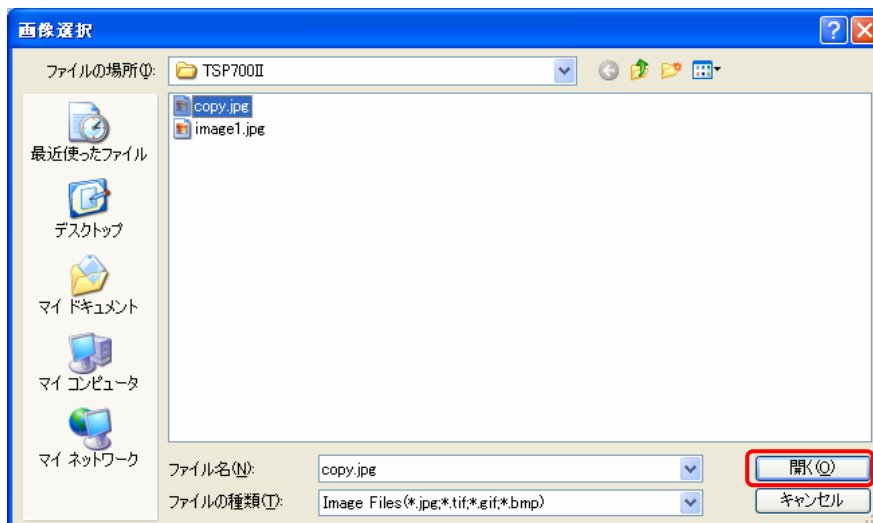 画像選択
ファイルの場所(I):
TSP700II
copy.jpg
image1.jpg
最近使ったファイル
デスクトップ
マイ ドキュメント
マイ コンピュータ
マイ ネットワーク
ファイル名(N):
copy.jpg
開く(O)
ファイルの種類(T):
Image Files(*.jpg;*.tif;*.gif;*.bmp)
キャンセル